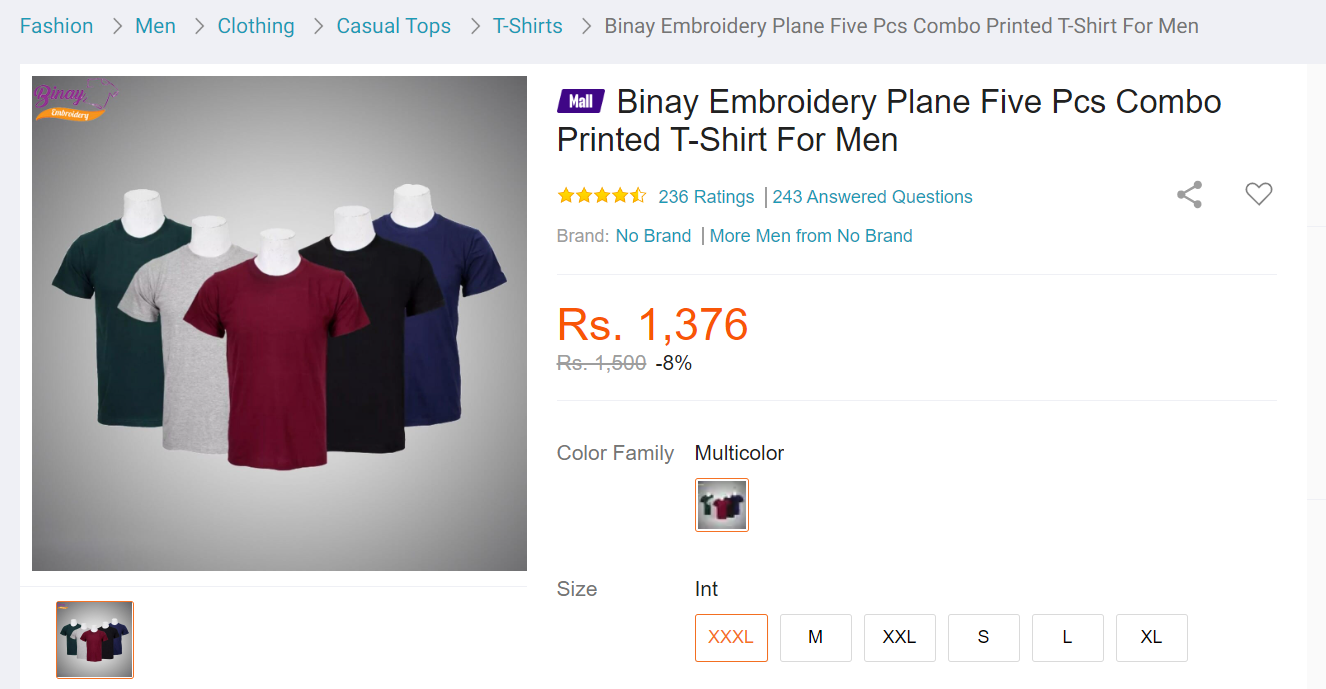 Fashion > Men > Clothing > Casual Tops > T-Shirts > Binay Embroidery Plane Five Pcs Combo Printed T-Shirt For Men
Binay
Embroidery
Mall Binay Embroidery Plane Five Pcs Combo
Printed T-Shirt For Men
236 Ratings | 243 Answered Questions
Brand: No Brand | More Men from No Brand
Rs. 1,376
Rs. 1,500 -8%
Color Family Multicolor
Size Int
XXXL M XXL S L XL